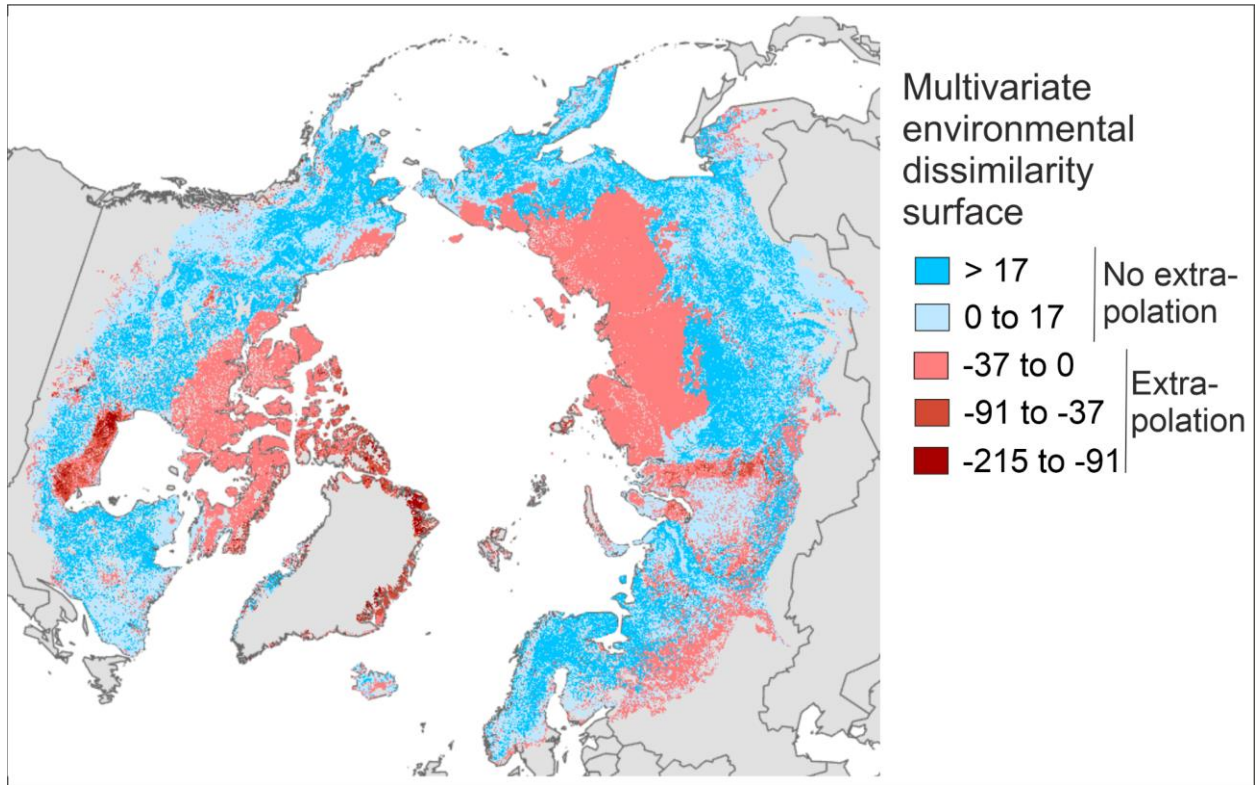 Multivariate
environmental
dissimilarity
surface
> 17
0 to 17
No extra-
polation
-37 to 0
-91 to -37
-215 to -91
Extra-
polation